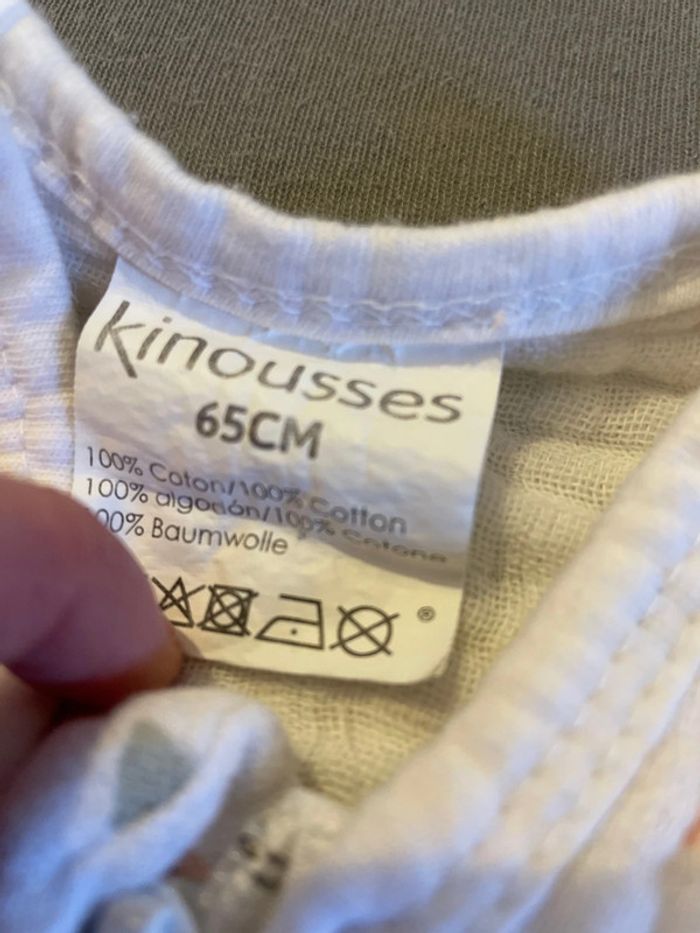 Kinousses
65CM
100% Coton/100% Cotton
100% algodón/100% Cotone
00% Baumwolle
®